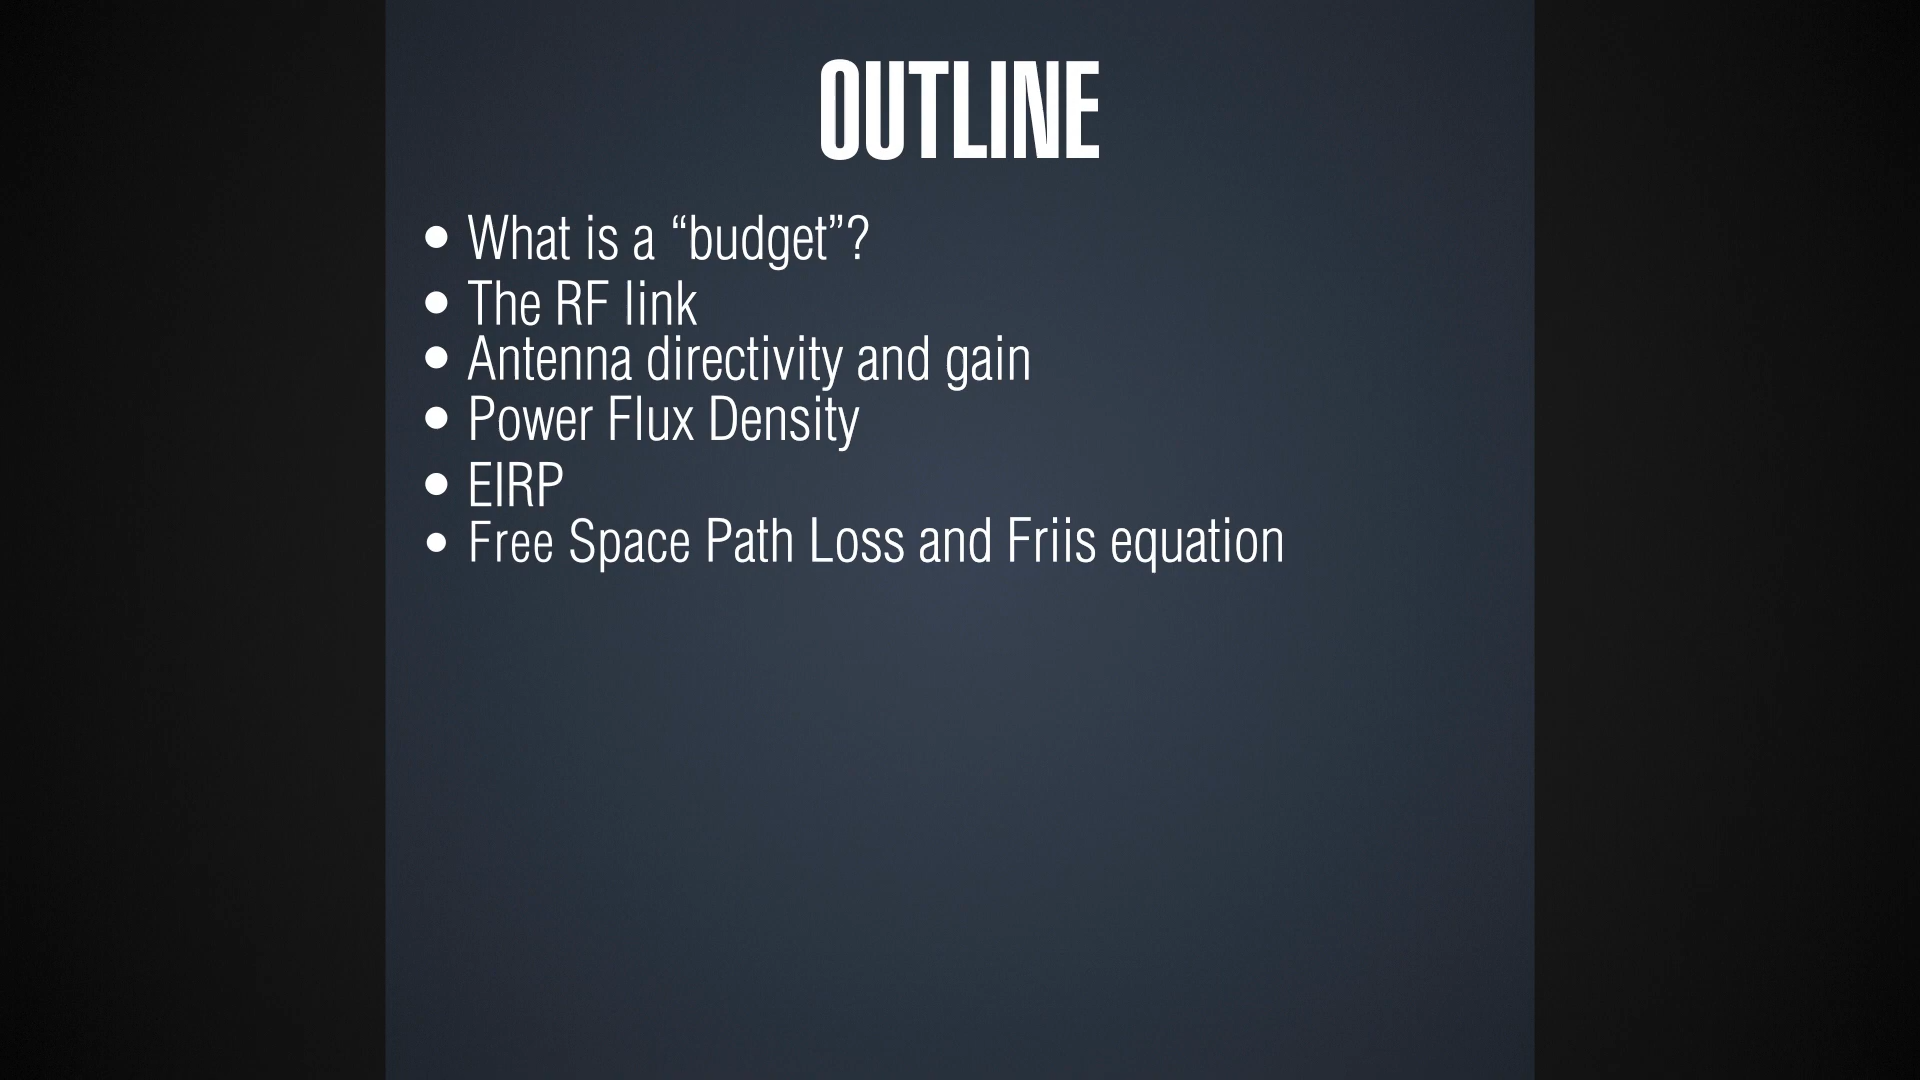 OUTLINE
• What is a “budget”?
• The RF link
• Antenna directivity and gain
• Power Flux Density
• EIRP
• Free Space Path Loss and Friis equation